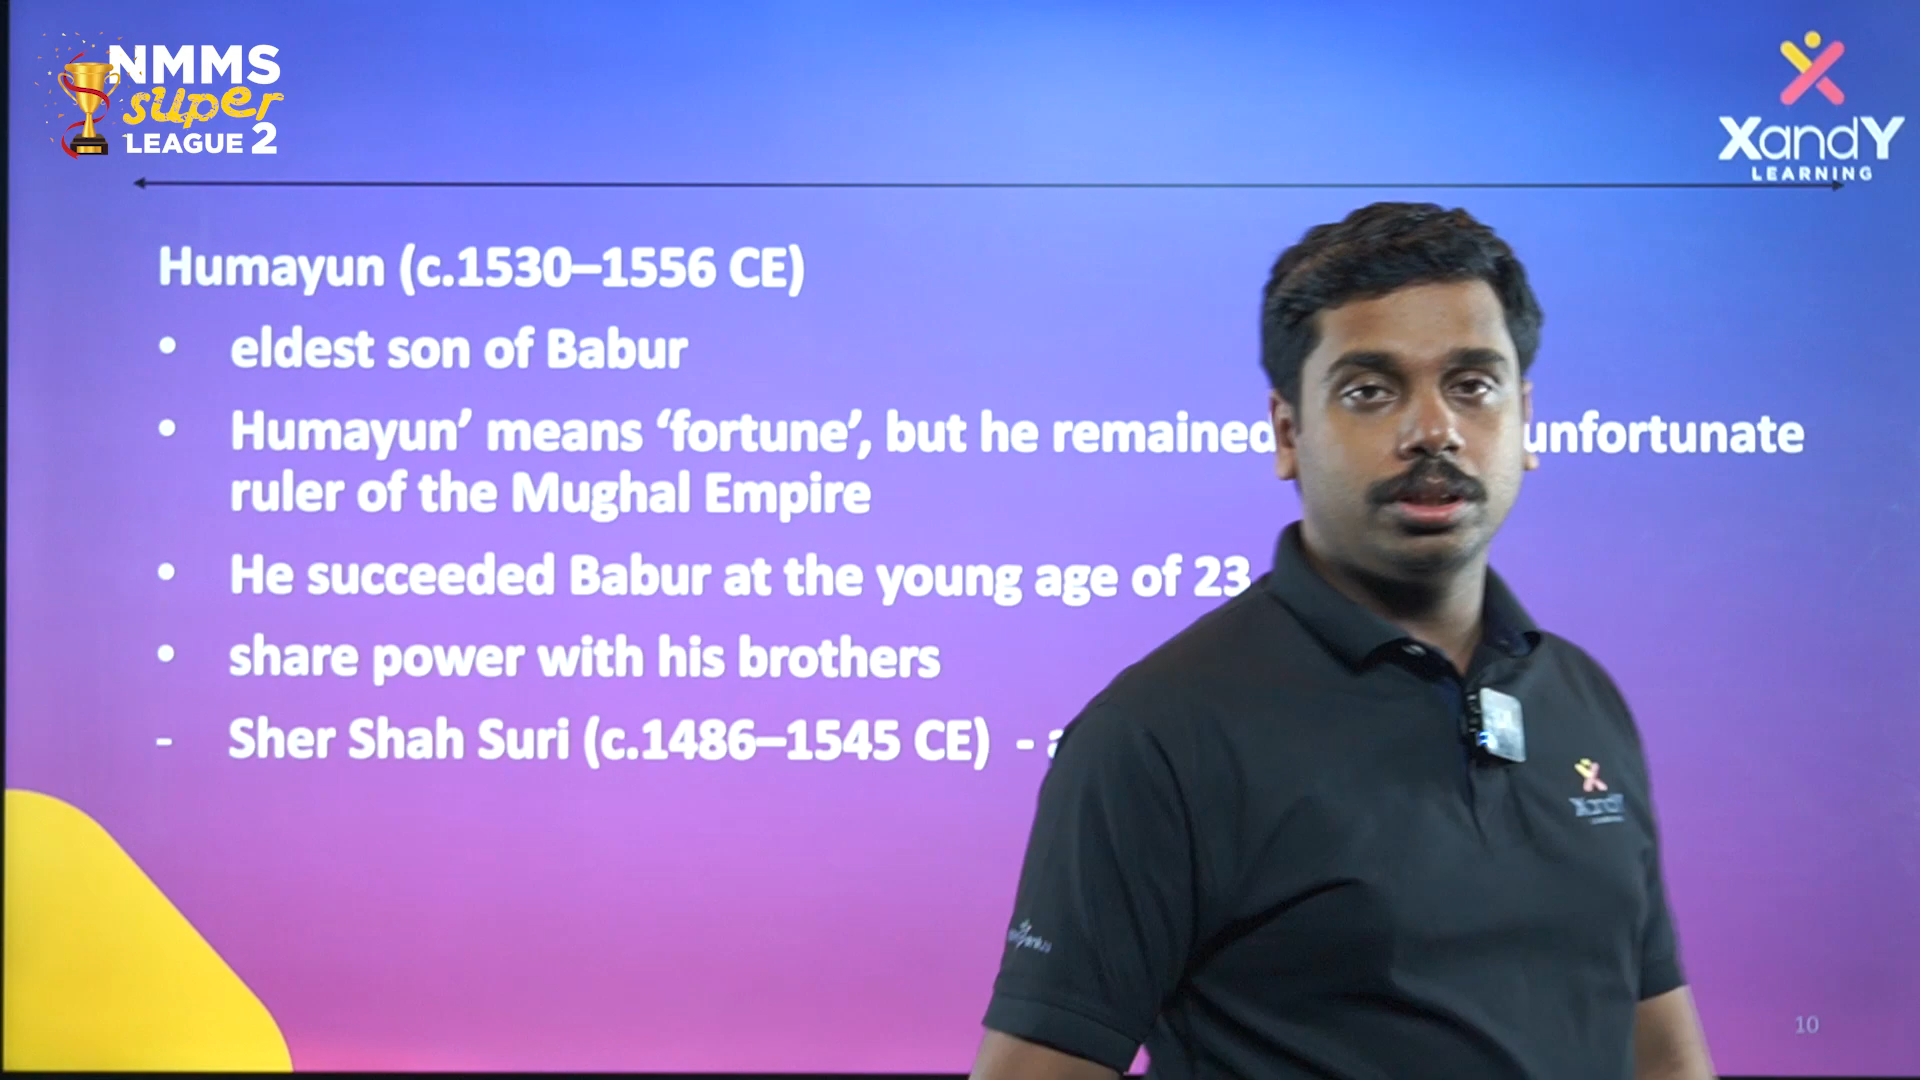 NMMS
super
LEAGUE 2
XandY
LEARNING
Humayun (c.1530–1556 CE)
• eldest son of Babur
• Humayun’ means ‘fortune’, but he remained unfortunate
ruler of the Mughal Empire
• He succeeded Babur at the young age of 23
• share power with his brothers
- Sher Shah Suri (c.1486–1545 CE) - a
XandY
10